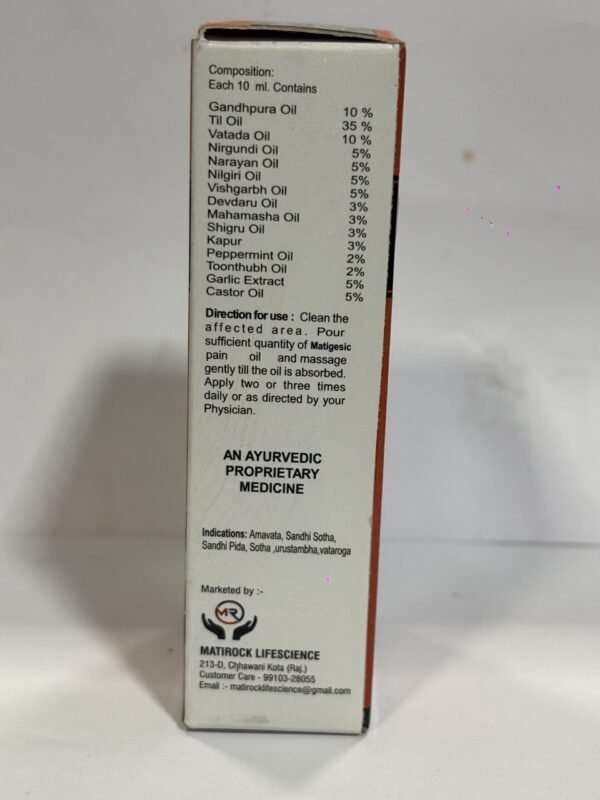 Composition:
Each 10 ml. Contains
Gandhpura Oil 10 %
Til Oil 35 %
Vatada Oil 10 %
Nirgundi Oil 5%
Narayan Oil 5%
Nilgiri Oil 5%
Vishgarbh Oil 5%
Devdaru Oil 3%
Mahamasha Oil 3%
Shigru Oil 3%
Kapur 3%
Peppermint Oil 2%
Toonthubh Oil 2%
Garlic Extract 5%
Castor Oil 5%
Direction for use : Clean the
affected area. Pour
sufficient quantity of Matigesic
pain oil and massage
gently till the oil is absorbed.
Apply two or three times
daily or as directed by your
Physician.
AN AYURVEDIC
PROPRIETARY
MEDICINE
Indications: Amavata, Sandhi Sotha,
Sandhi Pida, Sotha ,urustambha,vataroga
Marketed by :-
MR
MATIROCK LIFESCIENCE
213-D, Chhawani Kota (Raj.)
Customer Care - 99103-28055
Email :- matirocklifescience@gmail.com